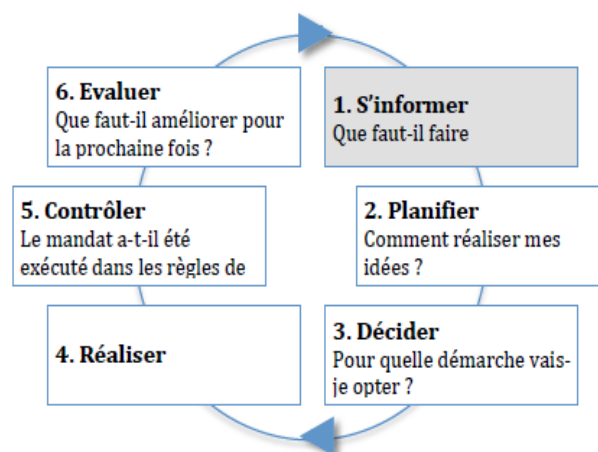 1. S'informer
Que faut-il faire
2. Planifier
Comment réaliser mes
idées ?
3. Décider
Pour quelle démarche vais-
je opter ?
4. Réaliser
5. Contrôler
Le mandat a-t-il été
exécuté dans les règles de
6. Evaluer
Que faut-il améliorer pour
la prochaine fois ?